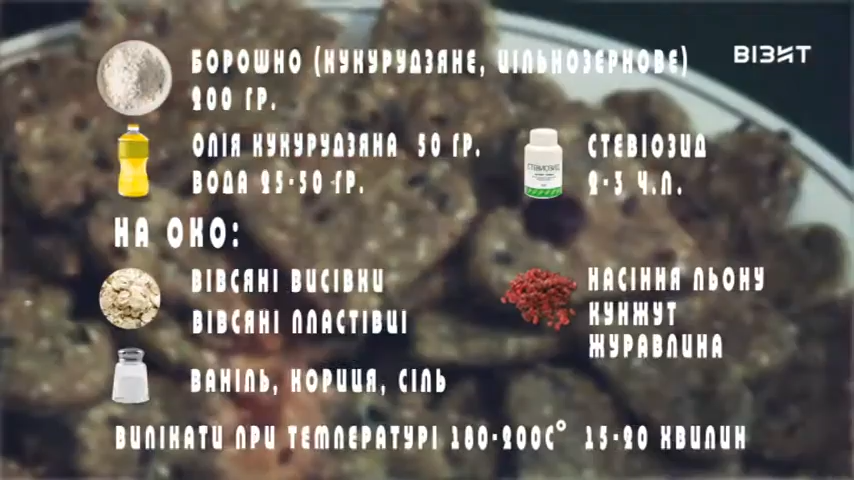 ВІЗИТ
БОРОШНО (КУКУРУДЗЯНЕ, ЦІЛЬНОЗЕРНОВЕ)
200 ГР.
ОЛІЯ КУКУРУДЗЯНА 50 ГР.
ВОДА 25-50 ГР.
СТЕВІОЗИД
2-3 Ч.Л.
НА ОКО:
ВІВСЯНІ ВИСІВКИ
ВІВСЯНІ ПЛАСТІВЦІ
НАСІННЯ ЛЬОНУ
КУНЖУТ
ЖУРАВЛИНА
ВАНІЛЬ, КОРИЦЯ, СІЛЬ
ВИПІКАТИ ПРИ ТЕМПЕРАТУРІ 180-200С° 15-20 ХВИЛИН